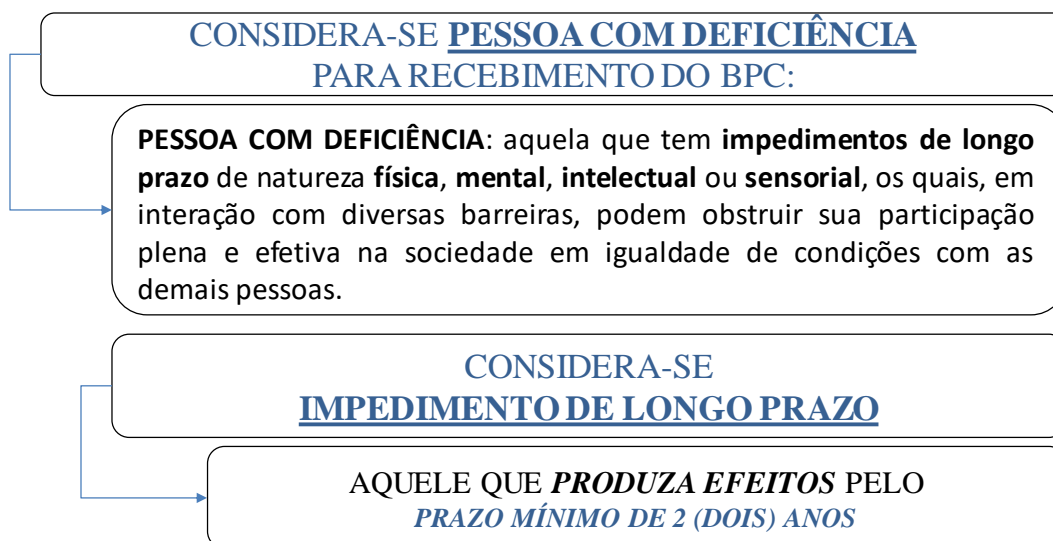 CONSIDERA-SE PESSOA COM DEFICIÊNCIA
PARA RECEBIMENTO DO BPC:
PESSOA COM DEFICIÊNCIA: aquela que tem impedimentos de longo
prazo de natureza física, mental, intelectual ou sensorial, os quais, em
interação com diversas barreiras, podem obstruir sua participação
plena e efetiva na sociedade em igualdade de condições com as
demais pessoas.
CONSIDERA-SE
IMPEDIMENTO DE LONGO PRAZO
AQUELE QUE PRODUZA EFEITOS PELO
PRAZO MÍNIMO DE 2 (DOIS) ANOS